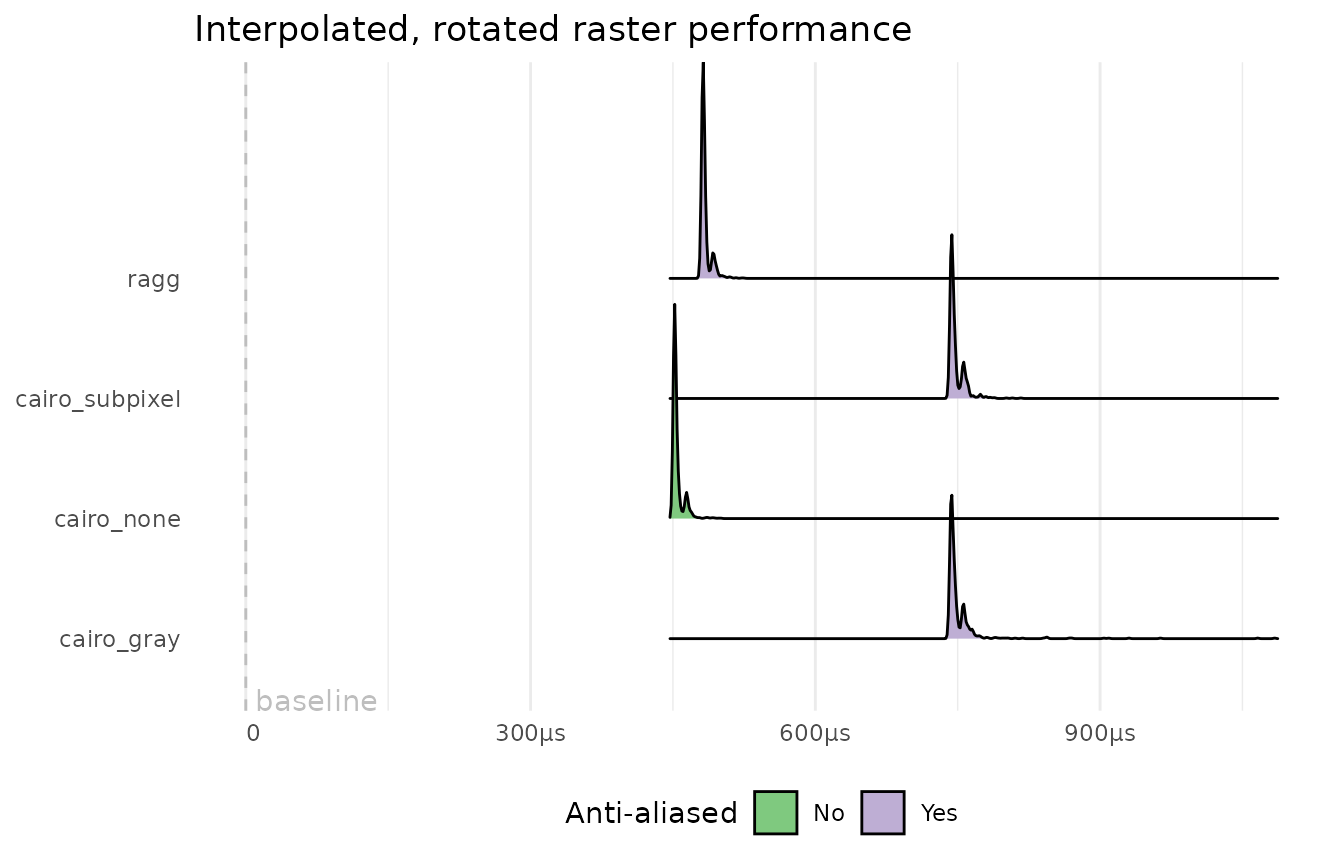 Interpolated, rotated raster performance
ragg
cairo_subpixel
cairo_none
cairo_gray
baseline
0 300µs 600µs 900µs
Anti-aliased No Yes